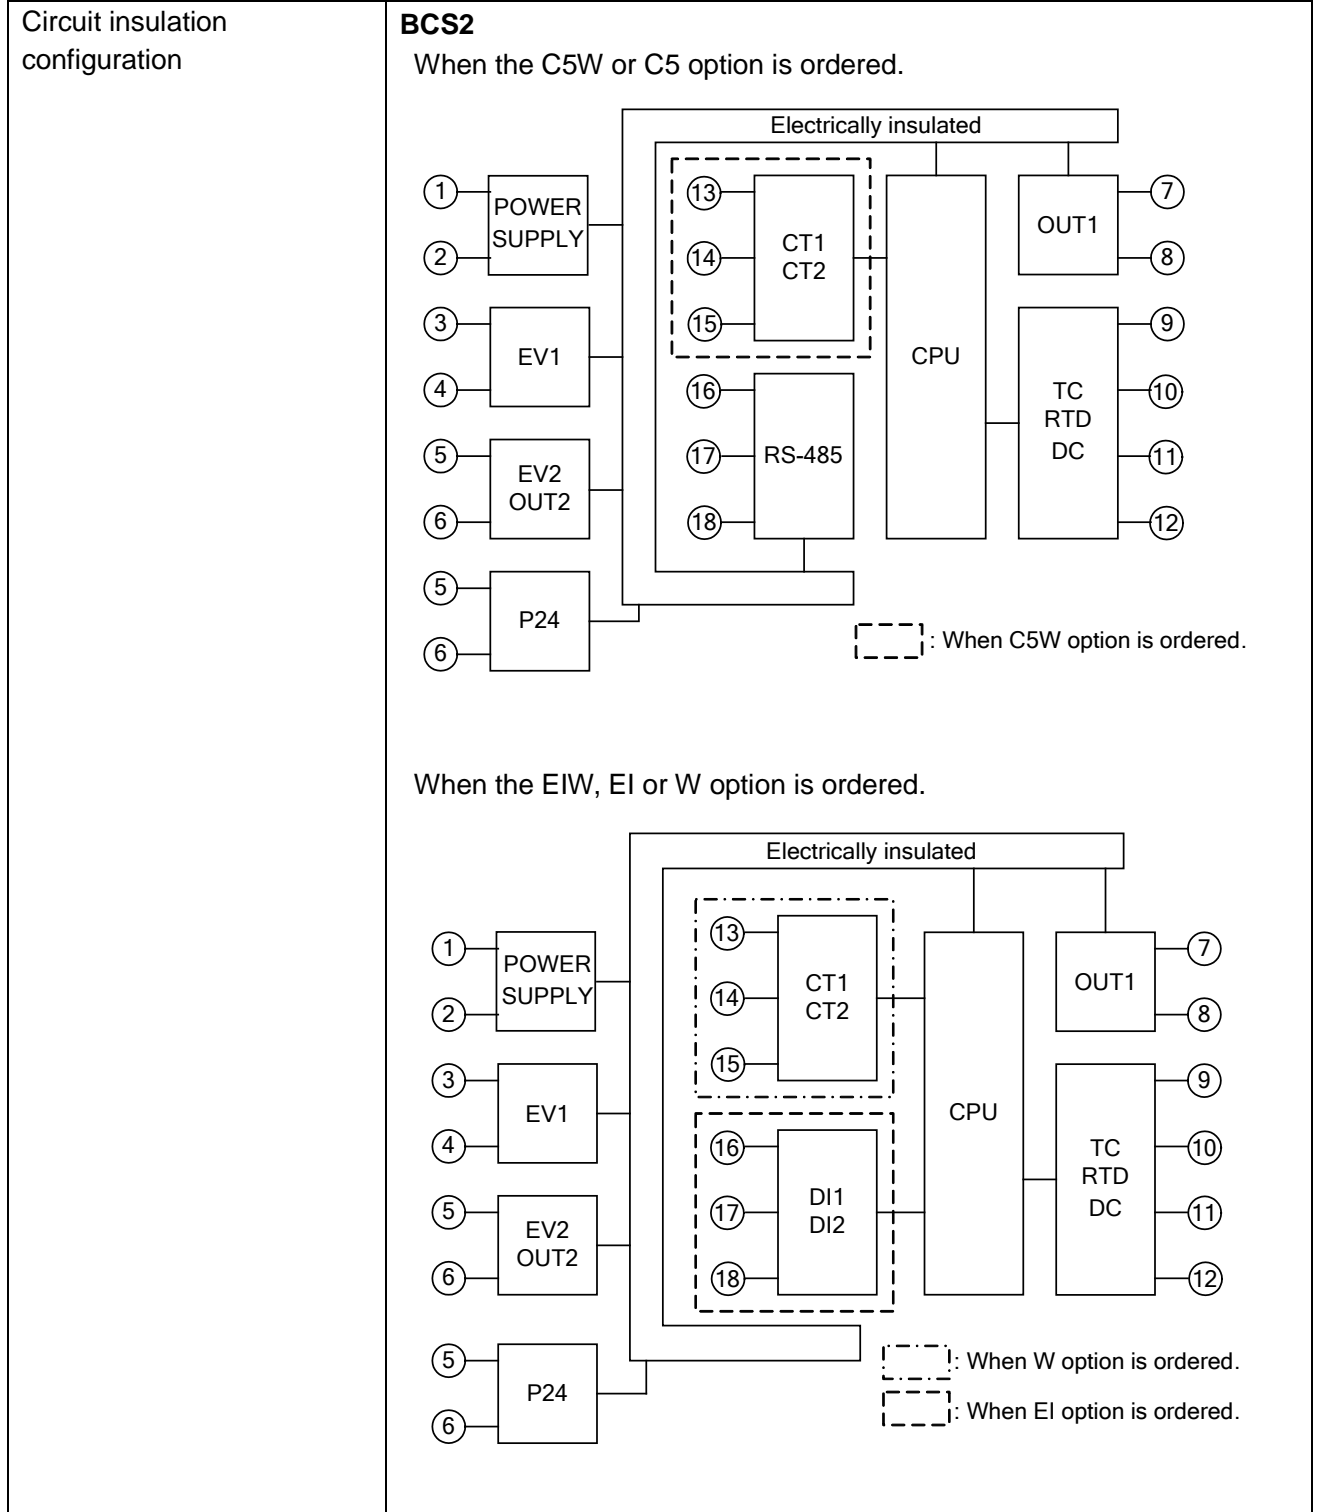 Circuit insulation
configuration
BCS2
When the C5W or C5 option is ordered.
Electrically insulated
1
2
POWER
SUPPLY
3
4
EV1
5
6
EV2
OUT2
5
6
P24
13
14
15
CT1
CT2
16
17
18
RS-485
CPU
OUT1
7
8
TC
RTD
DC
9
10
11
12
: When C5W option is ordered.
When the EIW, EI or W option is ordered.
Electrically insulated
1
2
POWER
SUPPLY
3
4
EV1
5
6
EV2
OUT2
5
6
P24
13
14
15
CT1
CT2
16
17
18
DI1
DI2
CPU
OUT1
7
8
TC
RTD
DC
9
10
11
12
: When W option is ordered.
: When EI option is ordered.